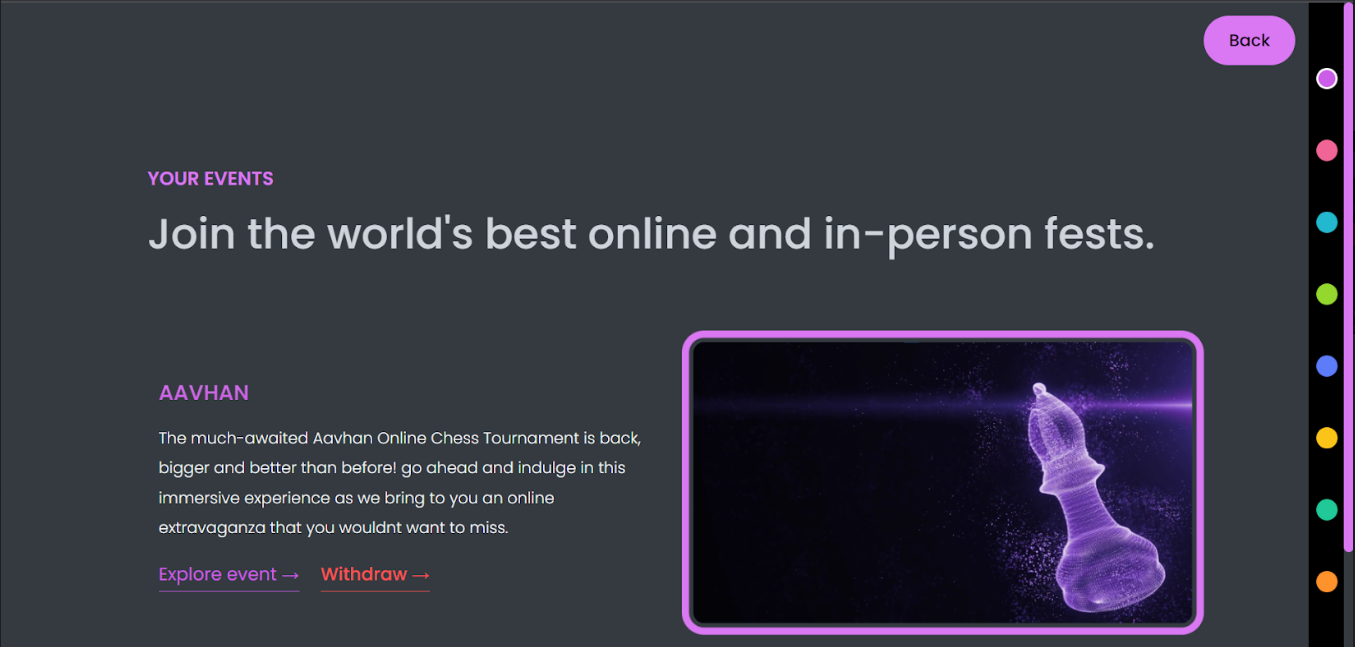 Back
YOUR EVENTS
Join the world's best online and in-person fests.
AAVHAN
The much-awaited Aavhan Online Chess Tournament is back,
bigger and better than before! go ahead and indulge in this
immersive experience as we bring to you an online
extravaganza that you wouldnt want to miss.
Explore event → Withdraw →